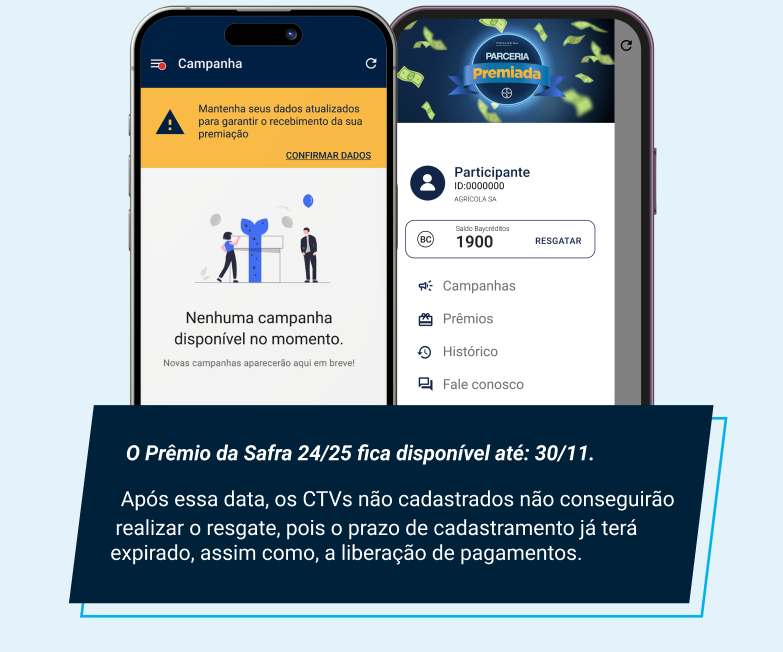 Campanha
Mantenha seus dados atualizados
para garantir o recebimento da sua
premiação
CONFIRMAR DADOS
Nenhuma campanha
disponível no momento.
Novas campanhas aparecerão aqui em breve!
PARCERIA
Premiada
Participante
ID:0000000
AGRÍCOLA SA
BC
Saldo Baycréditos
1900
RESGATAR
Campanhas
Prêmios
Histórico
Fale conosco
O Prêmio da Safra 24/25 fica disponível até: 30/11.
Após essa data, os CTVs não cadastrados não conseguirão
realizar o resgate, pois o prazo de cadastramento já terá
expirado, assim como, a liberação de pagamentos.